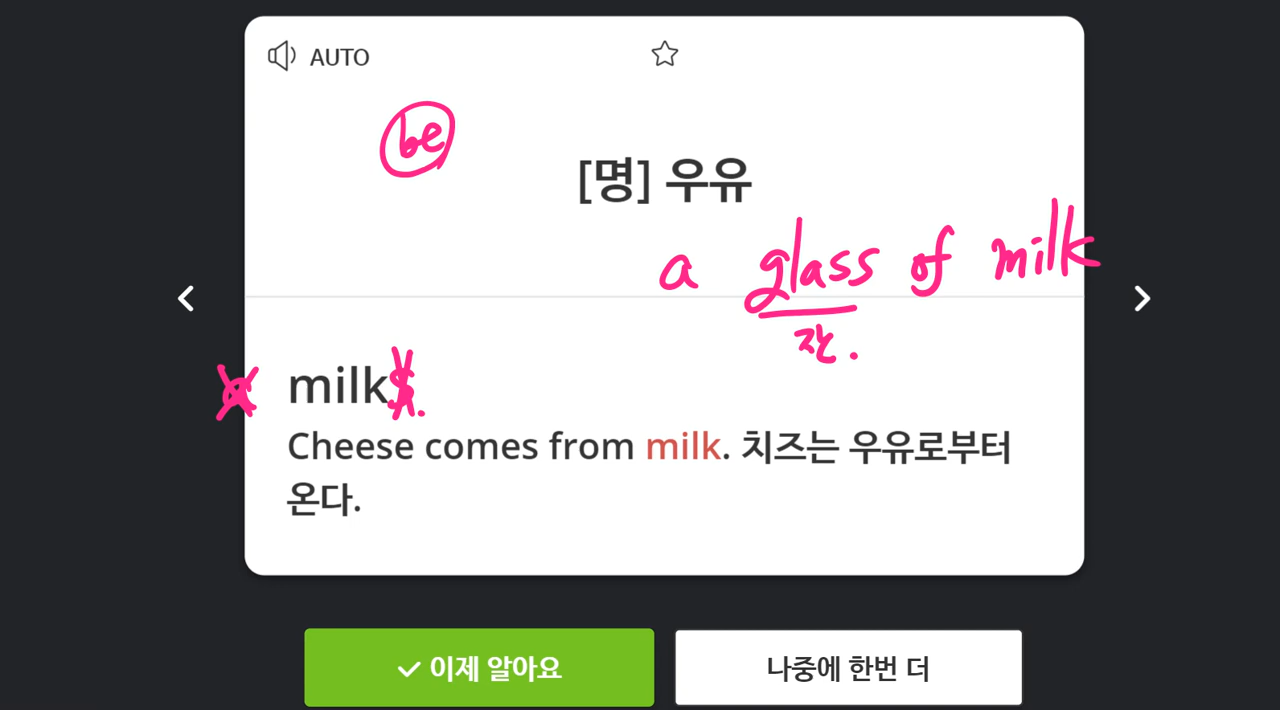 AUTO
be
[명] 우유
a glass of milk
잔.
a milks.
Cheese comes from milk. 치즈는 우유로부터
온다.
이제 알아요
나중에 한번 더